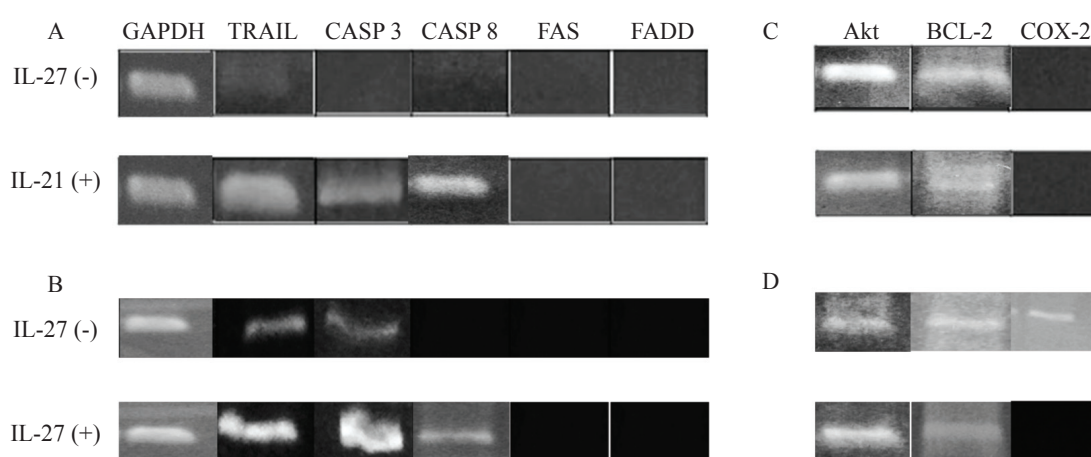 A GAPDH TRAIL CASP 3 CASP 8 FAS FADD
IL-27 (-)
IL-21 (+)
B
IL-27 (-)
IL-27 (+)
C Akt BCL-2 COX-2
D